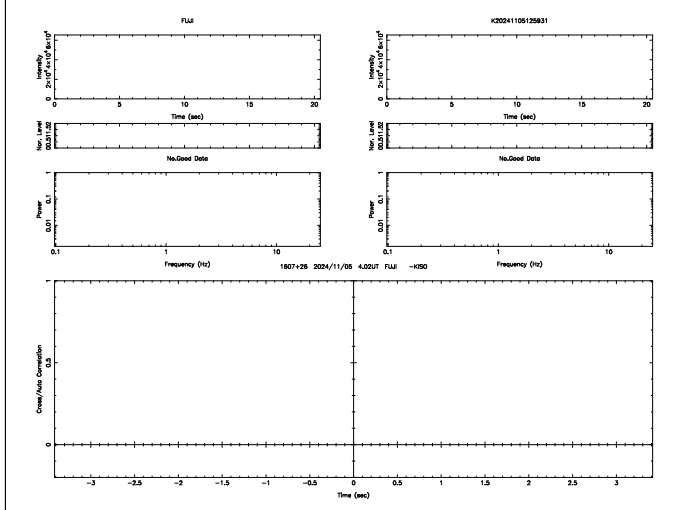 FUJI K20241105125931
Intensity 0 2×10⁴ 4×10⁴ 6×10⁴ Intensity 0 2×10⁴ 4×10⁴ 6×10⁴
0 5 10 15 20 0 5 10 15 20
Time (sec) Time (sec)
Nor. Level 00.511.52 Nor. Level 00.511.52
No.Good Data No.Good Data
Power 0.01 0.1 1 Power 0.01 0.1 1
0.1 1 10 0.1 1 10
Frequency (Hz) Frequency (Hz)
1607+26 2024/11/05 4.02UT FUJI -KISO
Cross/Auto Correlation 0 0.5 1
-3 -2.5 -2 -1.5 -1 -0.5 0 0.5 1 1.5 2 2.5 3
Time (sec)